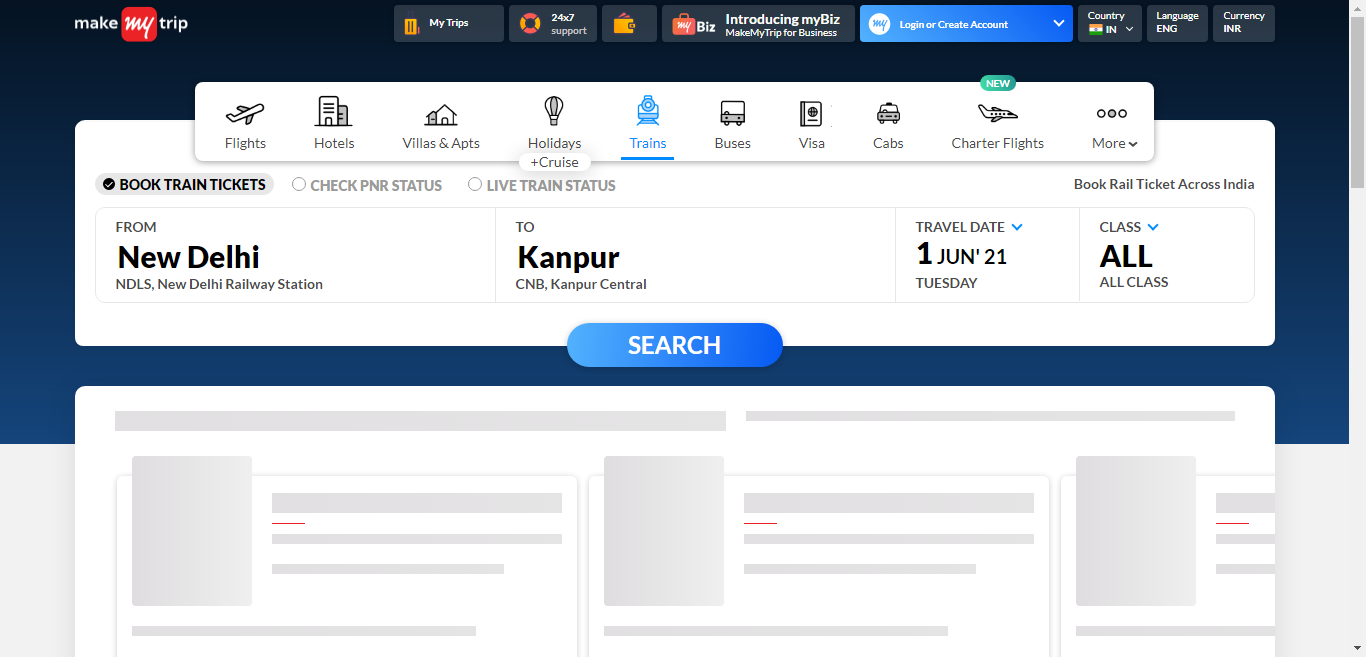 make my trip
My Trips
24x7
support
my Biz
Introducing myBiz
MakeMyTrip for Business
my
Login or Create Account
Country
IN
Language
ENG
Currency
INR
NEW
Flights
Hotels
Villas & Apts
Holidays
+Cruise
Trains
Buses
Visa
Cabs
Charter Flights
More
BOOK TRAIN TICKETS
CHECK PNR STATUS
LIVE TRAIN STATUS
Book Rail Ticket Across India
FROM
New Delhi
NDLS, New Delhi Railway Station
TO
Kanpur
CNB, Kanpur Central
TRAVEL DATE
1 JUN' 21
TUESDAY
CLASS
ALL
ALL CLASS
SEARCH